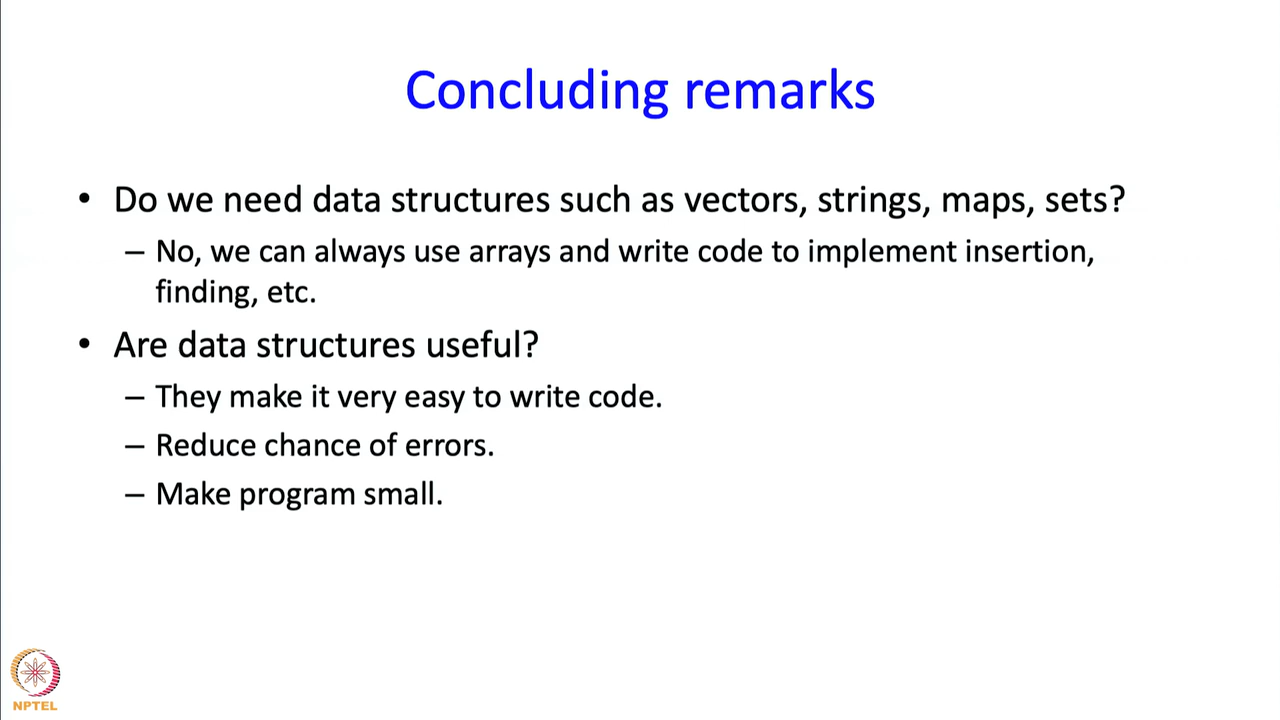 Concluding remarks
• Do we need data structures such as vectors, strings, maps, sets?
– No, we can always use arrays and write code to implement insertion,
finding, etc.
• Are data structures useful?
– They make it very easy to write code.
– Reduce chance of errors.
– Make program small.
NPTEL